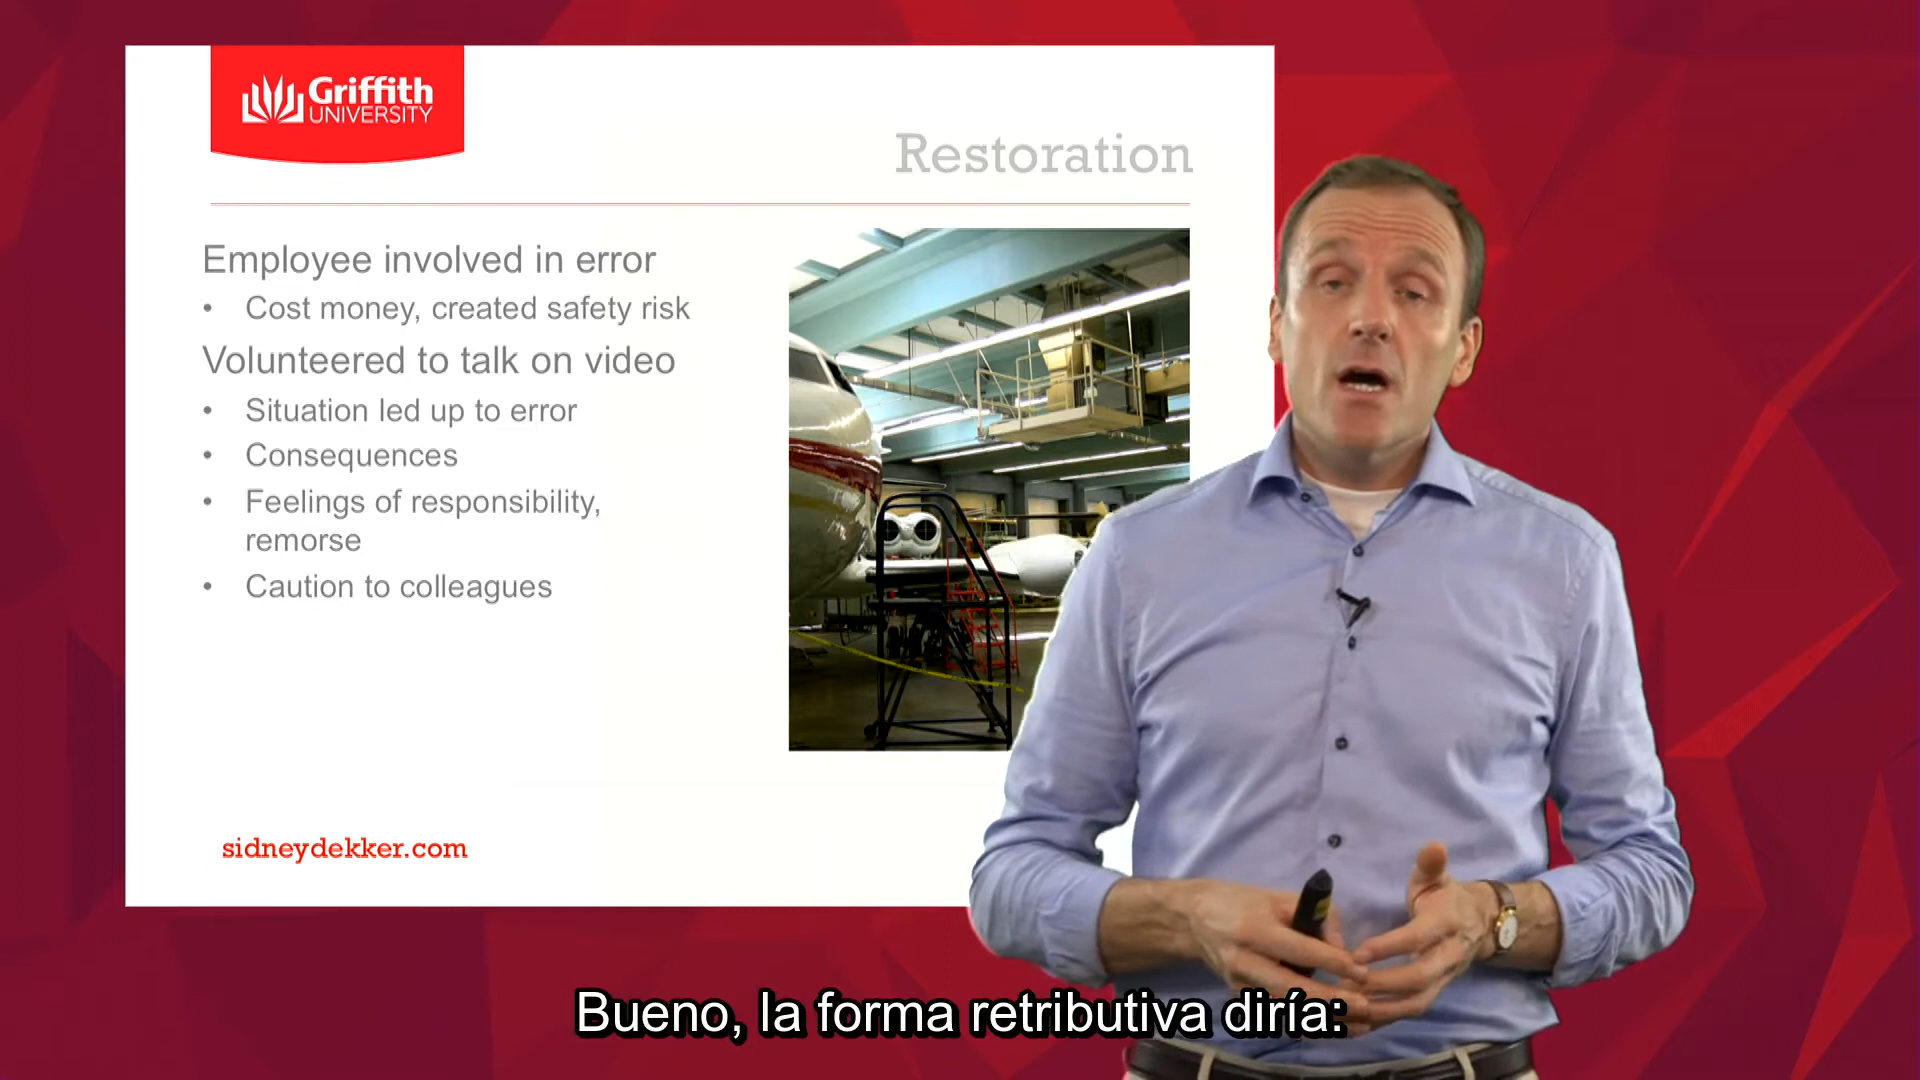 Griffith
UNIVERSITY
Restoration
Employee involved in error
• Cost money, created safety risk
Volunteered to talk on video
• Situation led up to error
• Consequences
• Feelings of responsibility,
remorse
• Caution to colleagues
sidneydekker.com
Bueno, la forma retributiva diría: